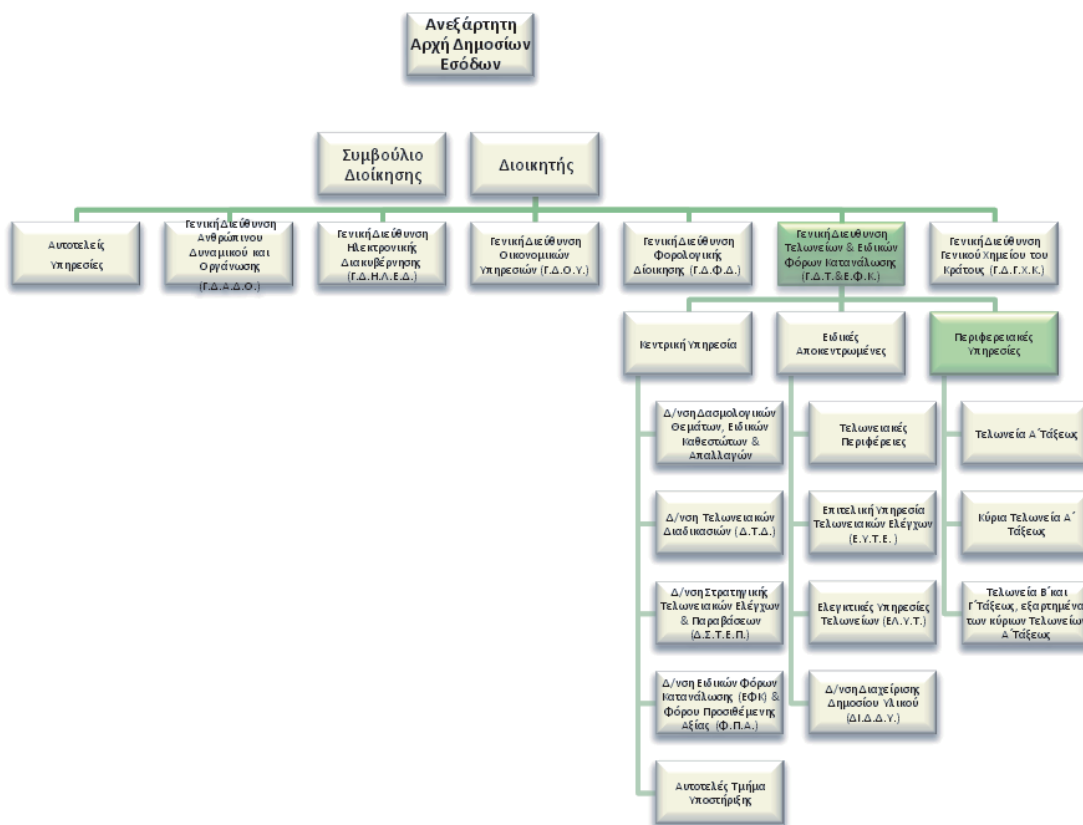 Ανεξάρτητη
Αρχή Δημοσίων
Εσόδων
Συμβούλιο
Διοίκησης
Διοικητής
Αυτοτελείς
Υπηρεσίες
Γενική Διεύθυνση
Ανθρώπινου
Δυναμικού και
Οργάνωσης
(Γ.Δ.Α.Δ.Ο.)
Γενική Διεύθυνση
Ηλεκτρονικής
Διακυβέρνησης
(Γ.Δ.Η.Λ.Ε.Δ.)
Γενική Διεύθυνση
Οικονομικών
Υπηρεσιών (Γ.Δ.Ο.Υ.)
Γενική Διεύθυνση
Φορολογικής
Δίοικησης (Γ.Δ.Φ.Δ.)
Γενική Διευθυνση
Τελωνείων & Ειδικών
Φόρων Κατανάλωσης
(Γ.Δ.Τ.&Ε.Φ.Κ.)
Γενική Διεύθυνση
Γενικού Χημείου του
Κράτους (Γ.Δ.Γ.Χ.Κ.)
Κεντρική Υπηρεσία
Ειδικές
Αποκεντρωμένες
Περιφερειακές
Υπηρεσίες
Δ/νση Δασμολογικών
Θεμάτων, Ειδικών
Καθεστώτων &
Απαλλαγών
Τελωνειακές
Περιφέρειες
Τελωνεία Α΄Τάξεως
Δ/νση Τελωνειακών
Διαδικασιών (Δ.Τ.Δ.)
Επιτελική Υπηρεσία
Τελωνειακών Ελέγχων
(Ε.Υ.Τ.Ε.)
Κύρια Τελωνεία Α΄
Τάξεως
Δ/νση Στρατηγικής
Τελωνειακών Ελέγχων
& Παραβάσεων
(Δ.Σ.Τ.Ε.Π.)
Ελεγκτικές Υπηρεσίες
Τελωνείων (ΕΛ.Υ.Τ.)
Τελωνεία Β΄και
Γ΄Τάξεως, εξαρτημένα
των κύριων Τελωνείων
Α΄Τάξεως
Δ/νση Ειδικών Φόρων
Κατανάλωσης (ΕΦΚ) &
Φόρου Προσιθέμενης
Αξίας (Φ.Π.Α.)
Δ/νση Διαχείρισης
Δημοσίου Υλικού
(ΔΙ.Δ.Δ.Υ.)
Αυτοτελές Τμήμα
Υποστήριξης